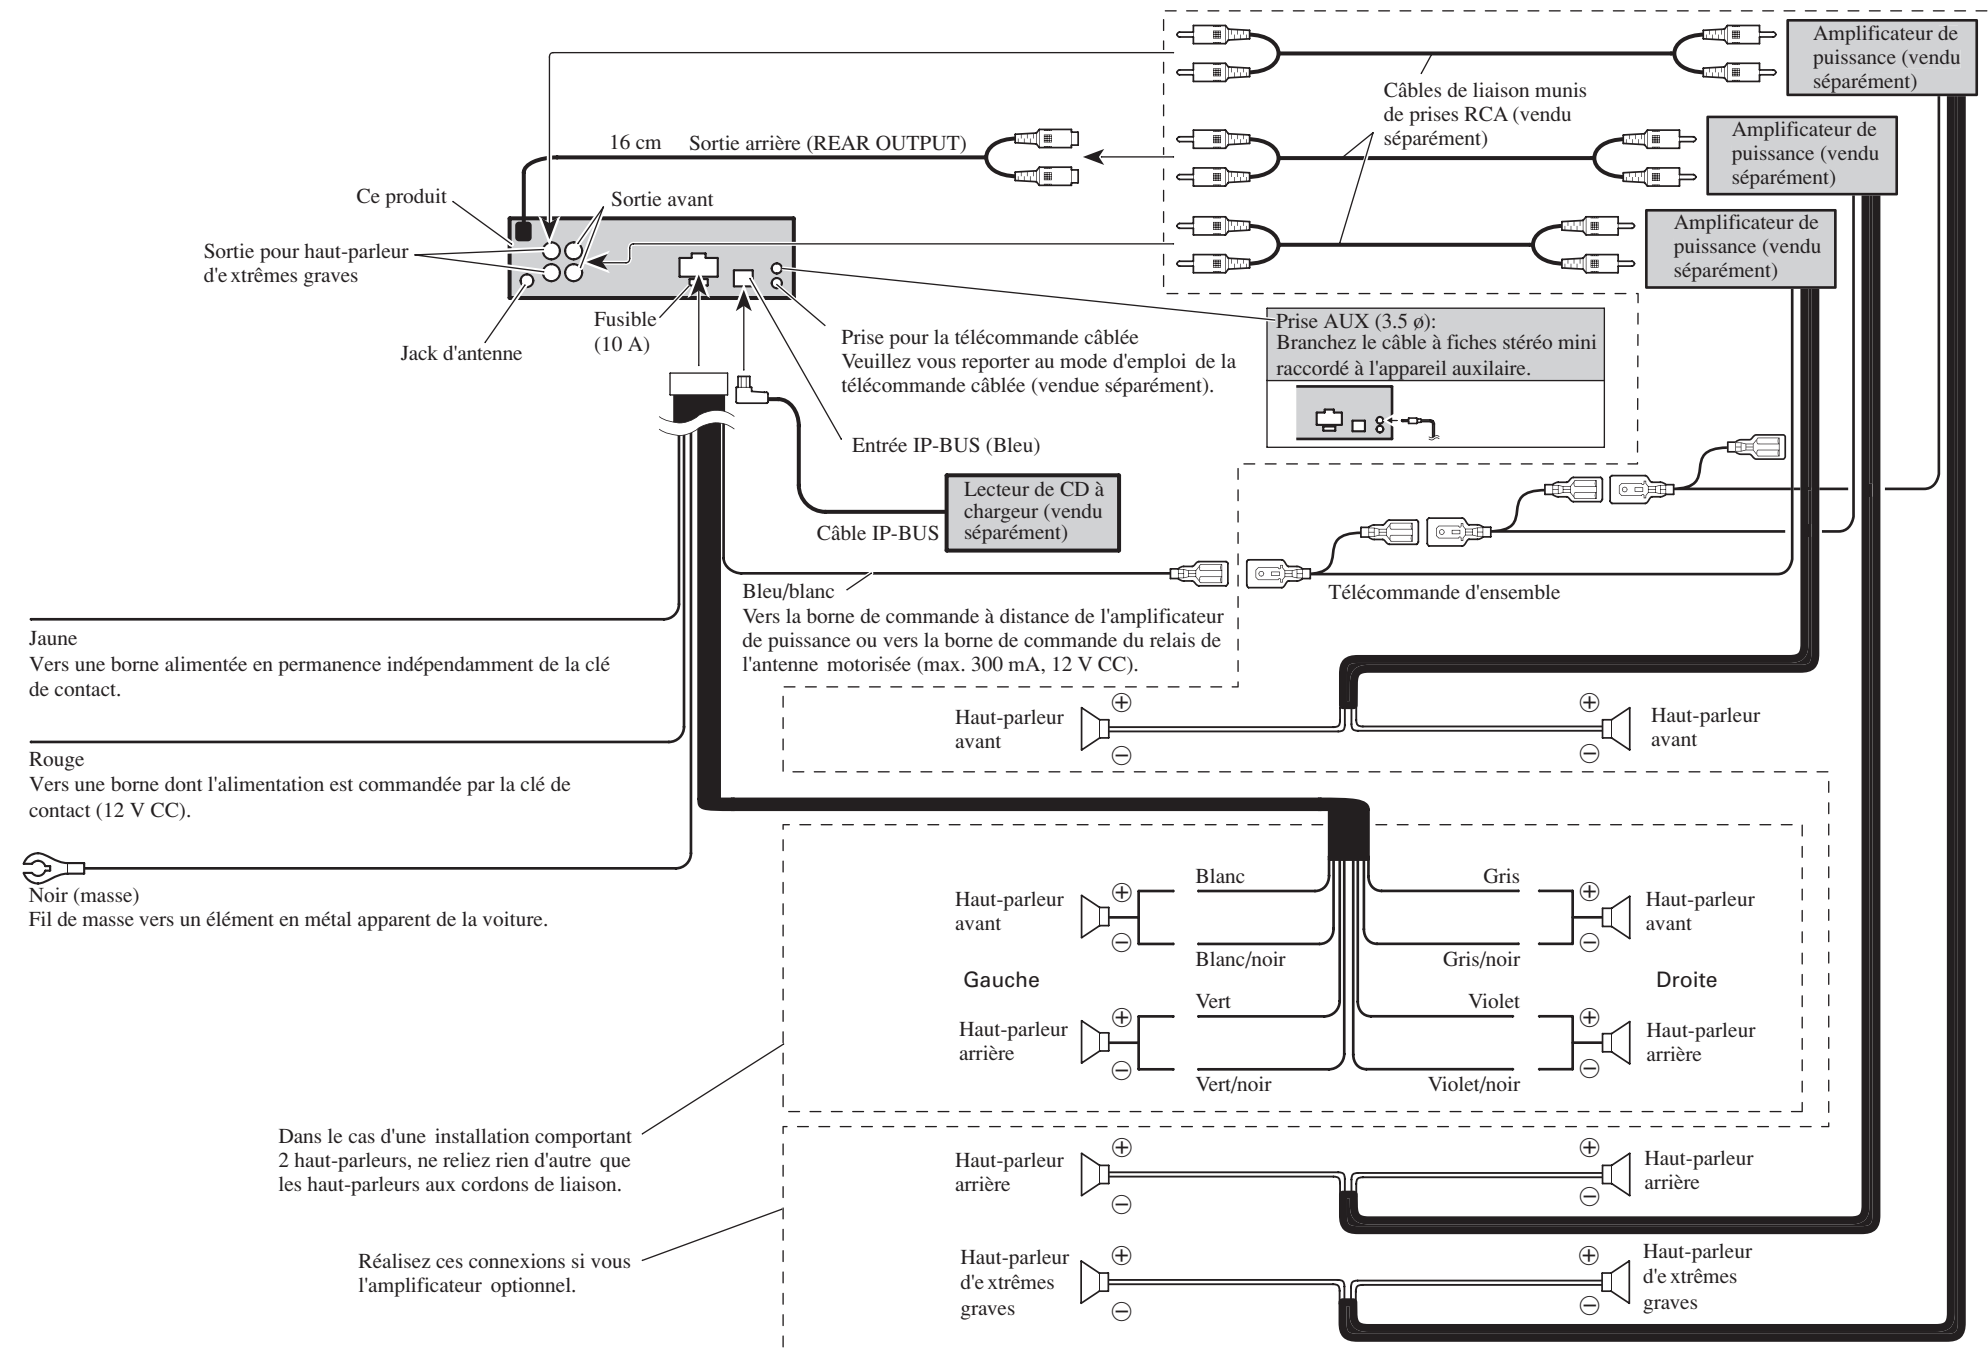 Amplificateur de
puissance (vendu
séparément)
Câbles de liaison munis
de prises RCA (vendu
séparément)
16 cm
Sortie arrière (REAR OUTPUT)
Amplificateur de
puissance (vendu
séparément)
Ce produit
Sortie avant
Sortie pour haut-parleur
d'e xtrêmes graves
Amplificateur de
puissance (vendu
séparément)
Fusible
(10 A)
Jack d'antenne
Prise pour la télécommande câblée
Veuillez vous reporter au mode d'emploi de la
télécommande câblée (vendue séparément).
Prise AUX (3.5 ø):
Branchez le câble à fiches stéréo mini
raccordé à l'appareil auxilaire.
Entrée IP-BUS (Bleu)
Lecteur de CD à
chargeur (vendu
séparément)
Câble IP-BUS
Bleu/blanc
Vers la borne de commande à distance de l'amplificateur
de puissance ou vers la borne de commande du relais de
l'antenne motorisée (max. 300 mA, 12 V CC).
Télécommande d'ensemble
Jaune
Vers une borne alimentée en permanence indépendamment de la clé
de contact.
Rouge
Vers une borne dont l'alimentation est commandée par la clé de
contact (12 V CC).
Noir (masse)
Fil de masse vers un élément en métal apparent de la voiture.
Haut-parleur
avant
+
−
+
−
Haut-parleur
avant
Haut-parleur
avant
+
−
Blanc
Blanc/noir
Gris
Gris/noir
+
−
Haut-parleur
avant
Gauche
Droite
Haut-parleur
arrière
+
−
Vert
Vert/noir
Violet
Violet/noir
+
−
Haut-parleur
arrière
Dans le cas d'une installation comportant
2 haut-parleurs, ne reliez rien d'autre que
les haut-parleurs aux cordons de liaison.
Haut-parleur
arrière
+
−
+
−
Haut-parleur
arrière
Réalisez ces connexions si vous
l'amplificateur optionnel.
Haut-parleur
d'e xtrêmes
graves
+
−
+
−
Haut-parleur
d'e xtrêmes
graves